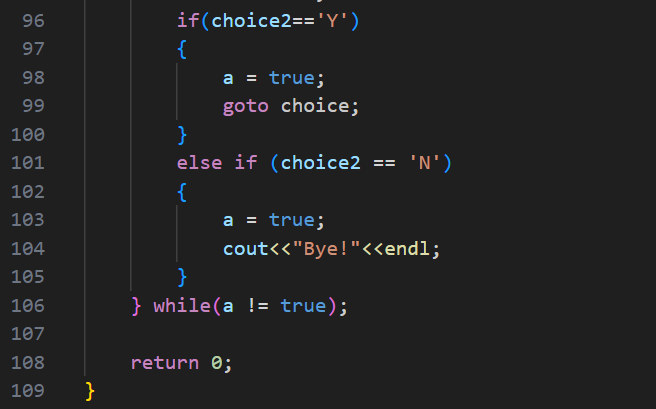 96 if(choice2=='Y')
97 {
98 a = true;
99 goto choice;
100 }
101 else if (choice2 == 'N')
102 {
103 a = true;
104 cout<<"Bye!"<<endl;
105 }
106 } while(a != true);
107
108 return 0;
109 }